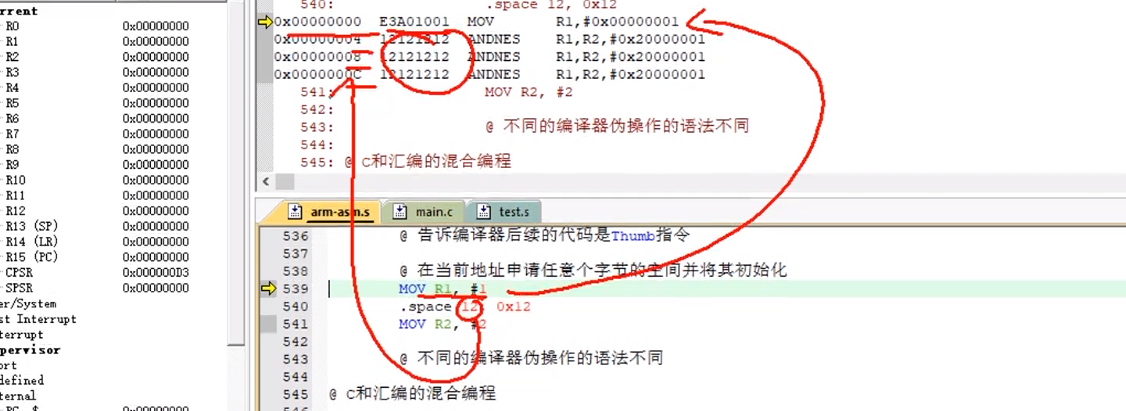 rrent
R0 0x00000000
R1 0x00000000
R2 0x00000000
R3 0x00000000
R4 0x00000000
R5 0x00000000
R6 0x00000000
R7 0x00000000
R8 0x00000000
R9 0x00000000
R10 0x00000000
R11 0x00000000
R12 0x00000000
R13 (SP) 0x00000000
R14 (LR) 0x00000000
R15 (PC) 0x00000000
CPSR 0x000000D3
SPSR 0x00000000
er/System
st Interrupt
terrupt
pervisor
ort
defined
ternal
PC $ 0x00000000
540: .space 12, 0x12
0x00000000 E3A01001 MOV R1,#0x00000001
0x00000004 12121212 ANDNES R1,R2,#0x20000001
0x00000008 12121212 ANDNES R1,R2,#0x20000001
0x0000000C 12121212 ANDNES R1,R2,#0x20000001
541: MOV R2, #2
542:
543: @ 不同的编译器伪操作的语法不同
544:
545: @ C和汇编的混合编程
arm-asm.s main.c test.s
536 @ 告诉编译器后续的代码是Thumb指令
537
538 @ 在当前地址申请任意个字节的空间并将其初始化
539 MOV R1, #1
540 .space 12, 0x12
541 MOV R2, #2
542
543 @ 不同的编译器伪操作的语法不同
544
545 @ C和汇编的混合编程